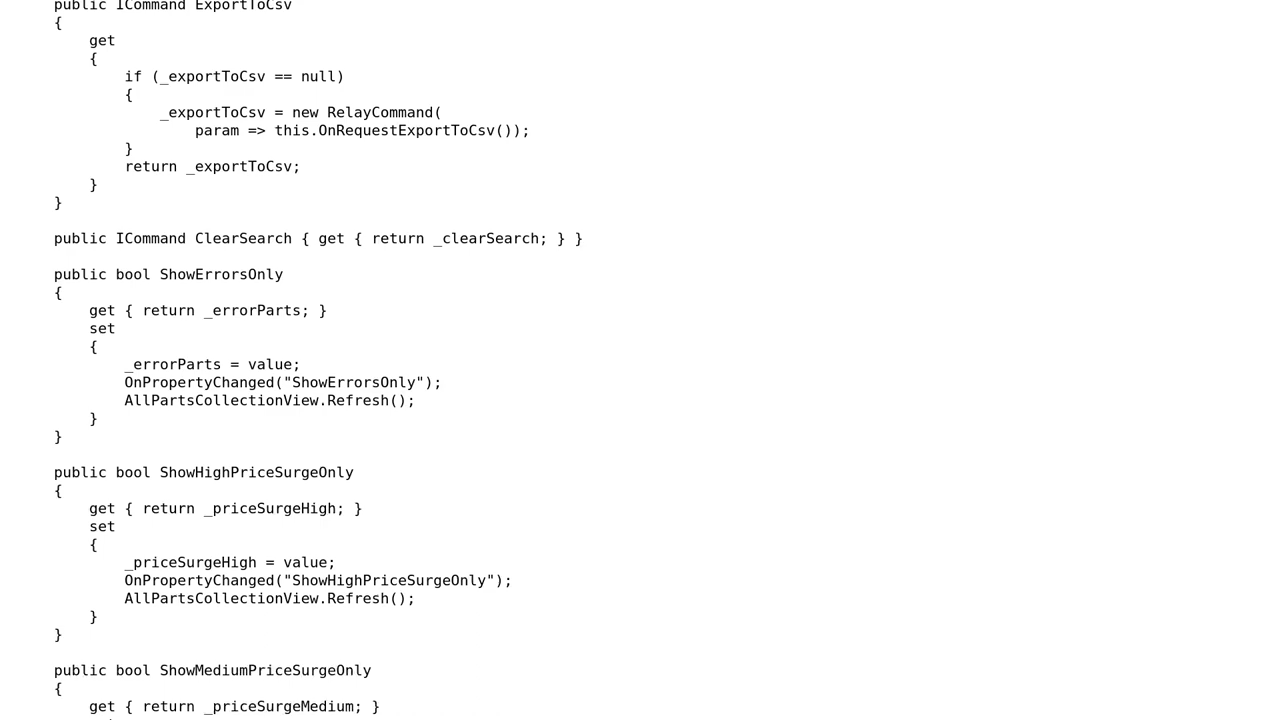 public ICommand ExportToCsv
{
    get
    {
        if (_exportToCsv == null)
        {
            _exportToCsv = new RelayCommand(
                param => this.OnRequestExportToCsv());
        }
        return _exportToCsv;
    }
}

public ICommand ClearSearch { get { return _clearSearch; } }

public bool ShowErrorsOnly
{
    get { return _errorParts; }
    set
    {
        _errorParts = value;
        OnPropertyChanged("ShowErrorsOnly");
        AllPartsCollectionView.Refresh();
    }
}

public bool ShowHighPriceSurgeOnly
{
    get { return _priceSurgeHigh; }
    set
    {
        _priceSurgeHigh = value;
        OnPropertyChanged("ShowHighPriceSurgeOnly");
        AllPartsCollectionView.Refresh();
    }
}

public bool ShowMediumPriceSurgeOnly
{
    get { return _priceSurgeMedium; }